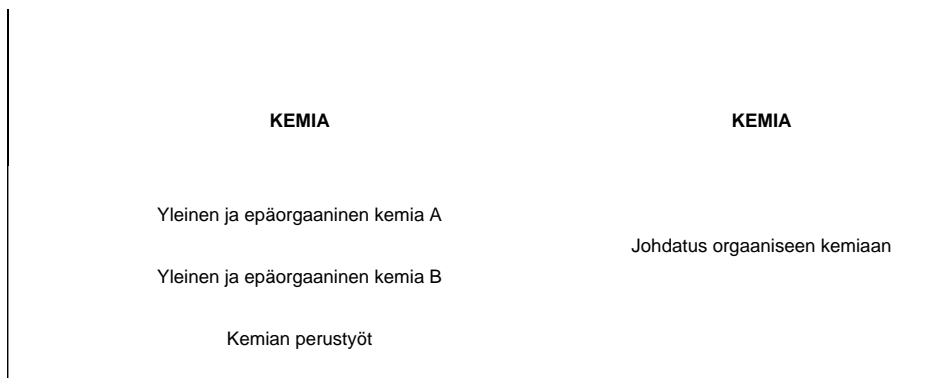 KEMIA
KEMIA
Yleinen ja epäorgaaninen kemia A
Johdatus orgaaniseen kemiaan
Yleinen ja epäorgaaninen kemia B
Kemian perustyöt